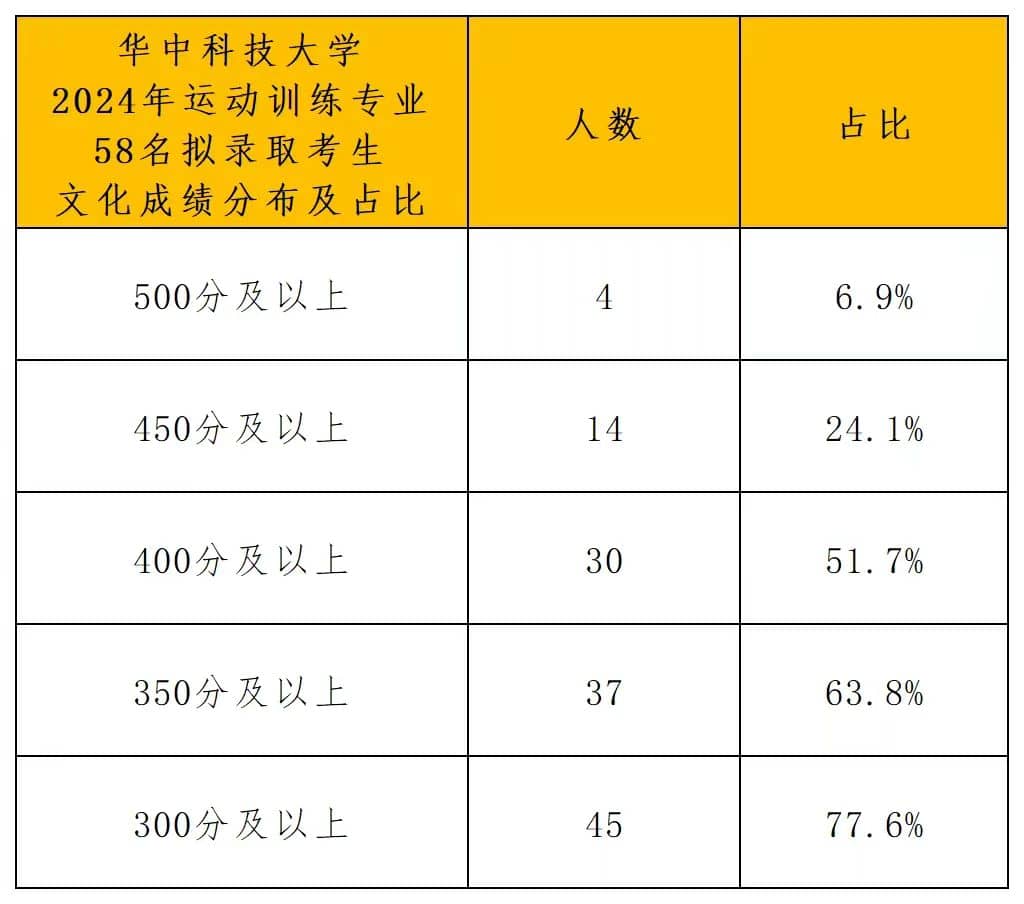 华中科技大学
2024年运动训练专业
58名拟录取考生
文化成绩分布及占比
人数
占比
500分及以上 4 6.9%
450分及以上 14 24.1%
400分及以上 30 51.7%
350分及以上 37 63.8%
300分及以上 45 77.6%